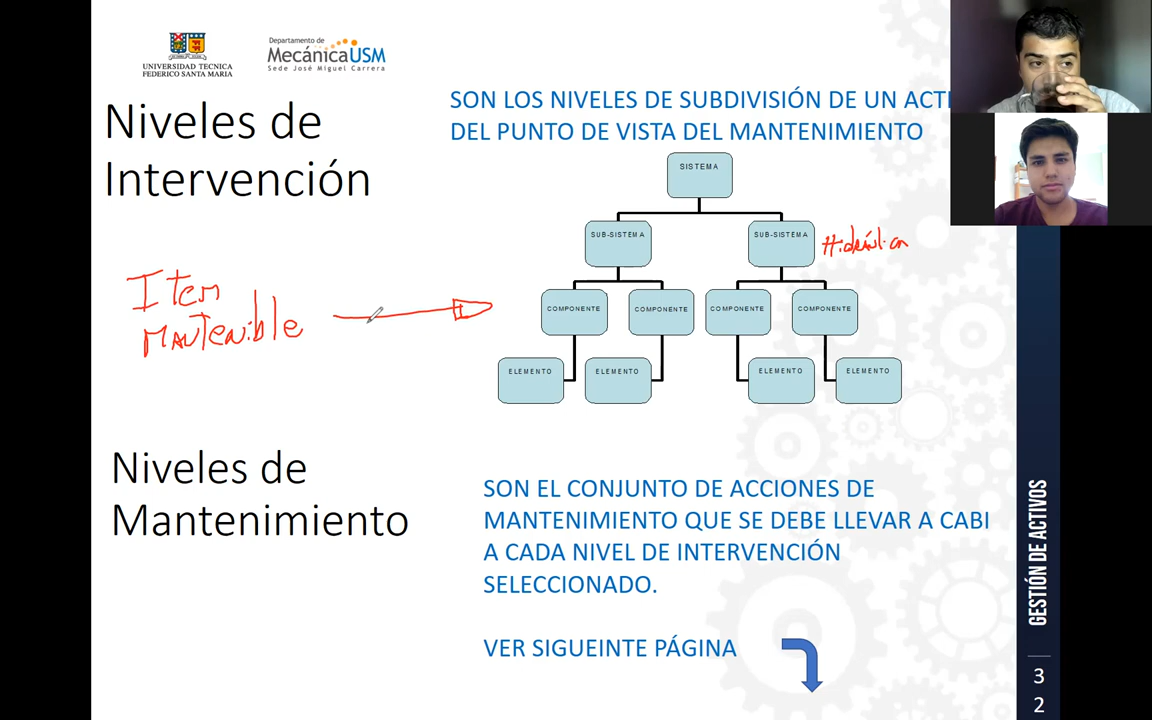 UNIVERSIDAD TECNICA
FEDERICO SANTA MARIA
Departamento de
MecánicaUSM
Sede José Miguel Carrera
Niveles de
Intervención
SON LOS NIVELES DE SUBDIVISIÓN DE UN ACTI
DEL PUNTO DE VISTA DEL MANTENIMIENTO
SISTEMA
SUB-SISTEMA
SUB-SISTEMA
Item
Mantenible
COMPONENTE
COMPONENTE
COMPONENTE
COMPONENTE
ELEMENTO
ELEMENTO
ELEMENTO
ELEMENTO
Niveles de
Mantenimiento
SON EL CONJUNTO DE ACCIONES DE
MANTENIMIENTO QUE SE DEBE LLEVAR A CABI
A CADA NIVEL DE INTERVENCIÓN
SELECCIONADO.
VER SIGUEINTE PÁGINA
GESTIÓN DE ACTIVOS
3
2